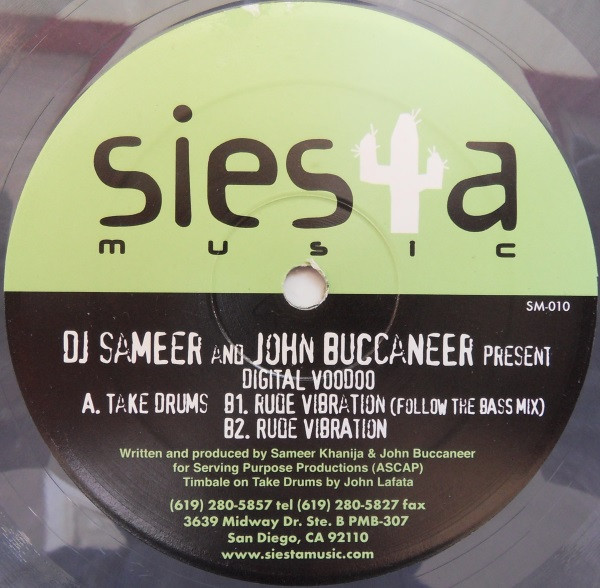 siesta
music
SM-010
DJ SAMEER AND JOHN BUCCANEER PRESENT
DIGITAL VOODOO
A. TAKE DRUMS B1. RUDE VIBRATION (FOLLOW THE BASS MIX)
B2. RUDE VIBRATION
Written and produced by Sameer Khanija & John Buccaneer
for Serving Purpose Productions (ASCAP)
Timbale on Take Drums by John Lafata
(619) 280-5857 tel (619) 280-5827 fax
3639 Midway Dr. Ste. B PMB-307
San Diego, CA 92110
www.siestamusic.com